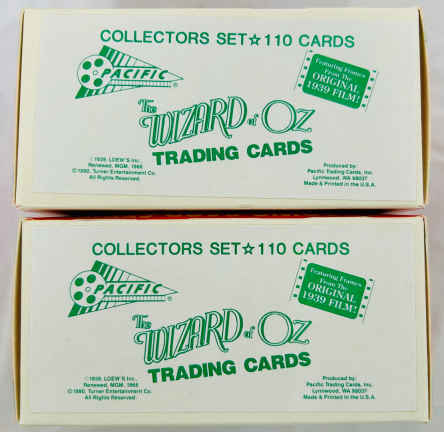 COLLECTORS SET ☆ 110 CARDS
PACIFIC ®
Featuring Frames
From The
ORIGINAL
1939 FILM!
The
WIZARD of OZ
TRADING CARDS
© 1939, LOEW'S Inc.
Renewed, MGM, 1966
© 1990, Turner Entertainment Co.
All Rights Reserved.
Produced by:
Pacific Trading Cards, Inc.
Lynnwood, WA 98037
Made & Printed in the U.S.A.
COLLECTORS SET ☆ 110 CARDS
PACIFIC ®
Featuring Frames
From The
ORIGINAL
1939 FILM!
The
WIZARD of OZ
TRADING CARDS
© 1939, LOEW'S Inc.
Renewed, MGM, 1966
© 1990, Turner Entertainment Co.
All Rights Reserved.
Produced by:
Pacific Trading Cards, Inc.
Lynnwood, WA 98037
Made & Printed in the U.S.A.